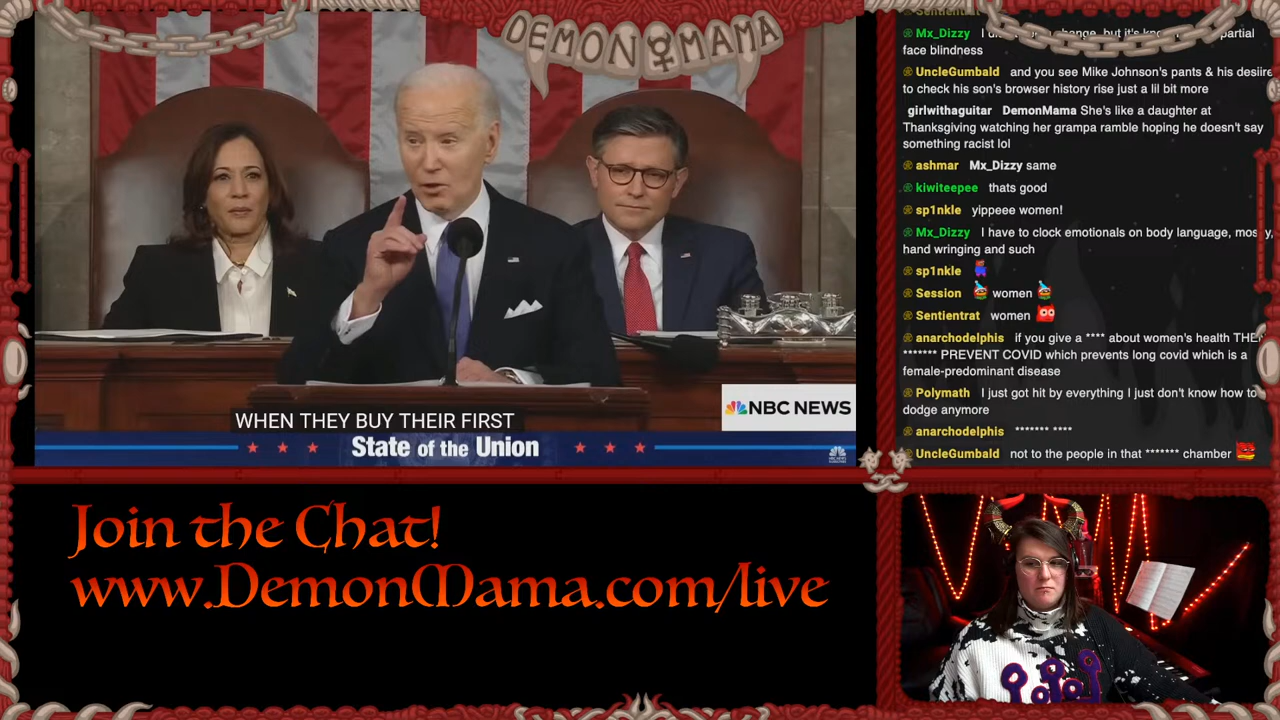 DEMON MAMA
WHEN THEY BUY THEIR FIRST
NBC NEWS
State of the Union
Join the Chat!
www.DemonMama.com/live
Mx_Dizzy I partial
face blindness
UncleGumbald and you see Mike Johnson's pants & his desire
to check his son's browser history rise just a lil bit more
girlwithaguitar DemonMama She's like a daughter at
Thanksgiving watching her grampa ramble hoping he doesn't say
something racist lol
ashmar Mx_Dizzy same
kiwiteepee thats good
sp1nkle yippeee women!
Mx_Dizzy I have to clock emotionals on body language, mostly,
hand wringing and such
sp1nkle
Session women
Sentientrat women
anarchodelphis if you give a **** about women's health THEN
******* PREVENT COVID which prevents long covid which is a
female-predominant disease
Polymath I just got hit by everything I just don't know how to
dodge anymore
anarchodelphis ******* ****
UncleGumbald not to the people in that ******* chamber